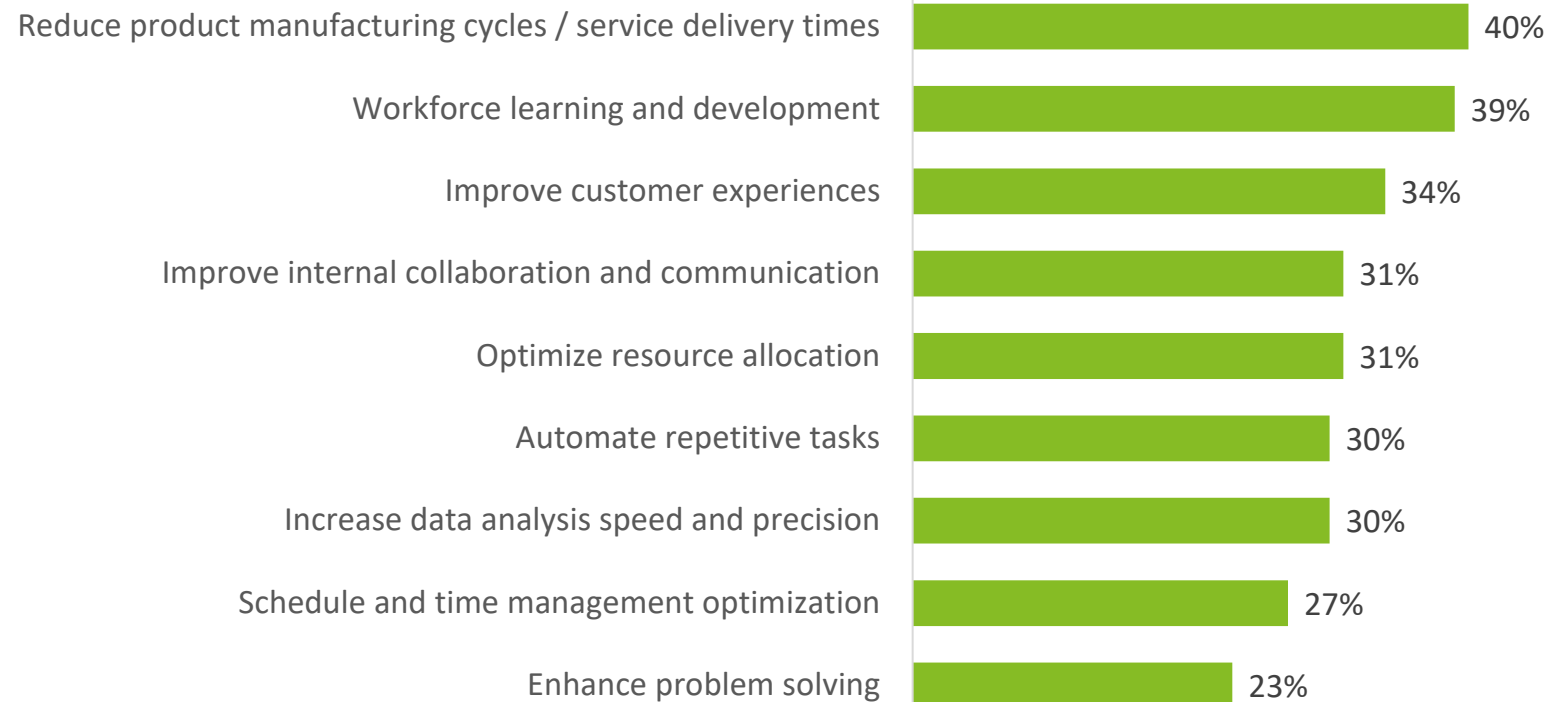 Reduce product manufacturing cycles / service delivery times 40%
Workforce learning and development 39%
Improve customer experiences 34%
Improve internal collaboration and communication 31%
Optimize resource allocation 31%
Automate repetitive tasks 30%
Increase data analysis speed and precision 30%
Schedule and time management optimization 27%
Enhance problem solving 23%